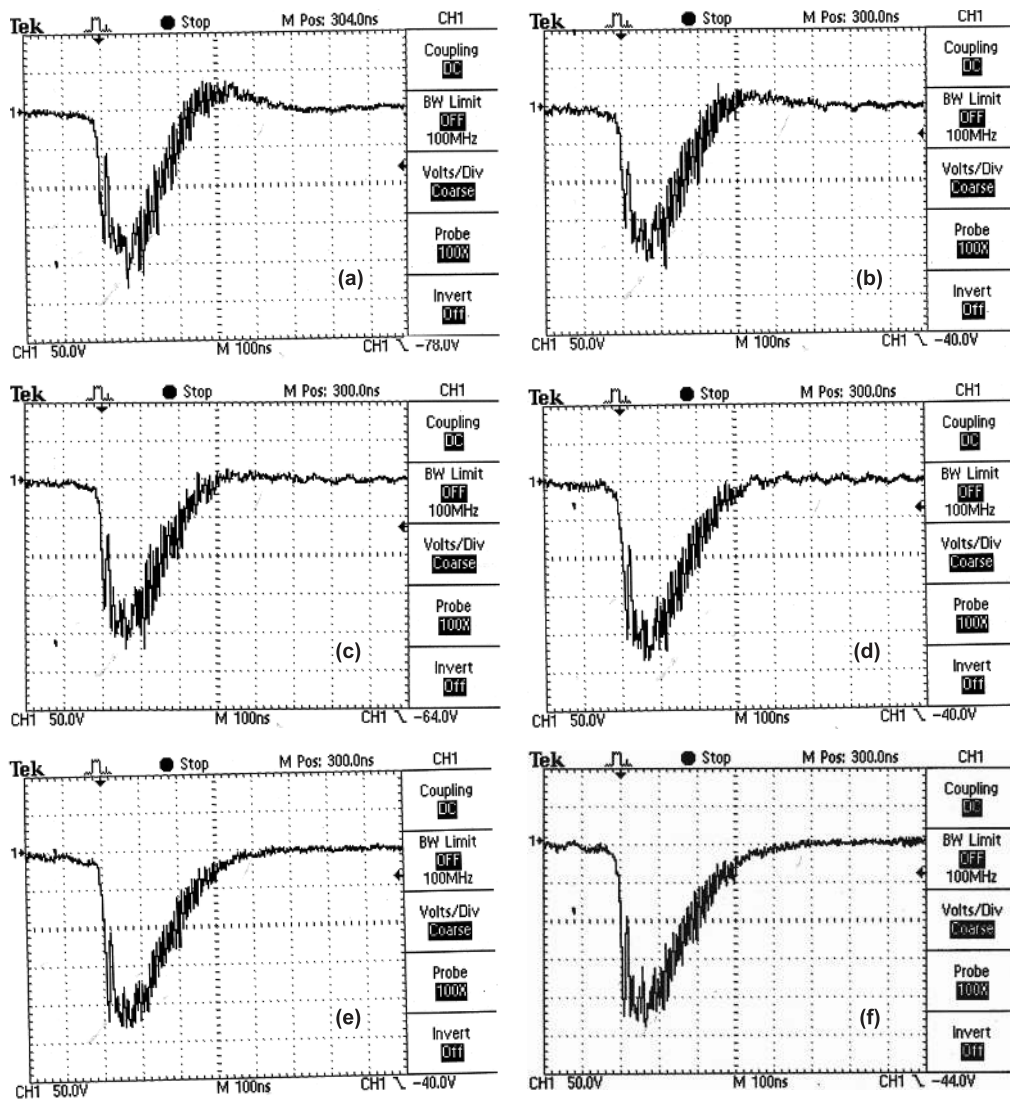 Tek Stop M Pos: 304.0ns CH1
Coupling
DC
BW Limit
OFF
100MHz
Volts/Div
Coarse
Probe
100X
Invert
Off
1
(a)
CH1 50.0V M 100ns CH1 \ -78.0V
Tek Stop M Pos: 300.0ns CH1
Coupling
DC
BW Limit
OFF
100MHz
Volts/Div
Coarse
Probe
100X
Invert
Off
1
(b)
CH1 50.0V M 100ns CH1 \ -40.0V
Tek Stop M Pos: 300.0ns CH1
Coupling
DC
BW Limit
OFF
100MHz
Volts/Div
Coarse
Probe
100X
Invert
Off
1
(c)
CH1 50.0V M 100ns CH1 \ -64.0V
Tek Stop M Pos: 300.0ns CH1
Coupling
DC
BW Limit
OFF
100MHz
Volts/Div
Coarse
Probe
100X
Invert
Off
1
(d)
CH1 50.0V M 100ns CH1 \ -40.0V
Tek Stop M Pos: 300.0ns CH1
Coupling
DC
BW Limit
OFF
100MHz
Volts/Div
Coarse
Probe
100X
Invert
Off
1
(e)
CH1 50.0V M 100ns CH1 \ -40.0V
Tek Stop M Pos: 300.0ns CH1
Coupling
DC
BW Limit
OFF
100MHz
Volts/Div
Coarse
Probe
100X
Invert
Off
1
(f)
CH1 50.0V M 100ns CH1 \ -44.0V